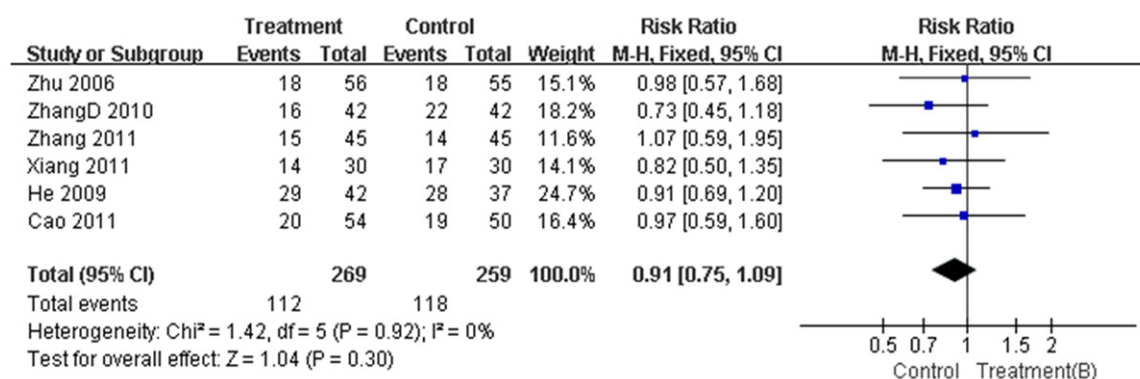 Treatment Control Risk Ratio Risk Ratio
Study or Subgroup Events Total Events Total Weight M-H, Fixed, 95% CI M-H, Fixed, 95% CI
Zhu 2006 18 56 18 55 15.1% 0.98 [0.57, 1.68]
ZhangD 2010 16 42 22 42 18.2% 0.73 [0.45, 1.18]
Zhang 2011 15 45 14 45 11.6% 1.07 [0.59, 1.95]
Xiang 2011 14 30 17 30 14.1% 0.82 [0.50, 1.35]
He 2009 29 42 28 37 24.7% 0.91 [0.69, 1.20]
Cao 2011 20 54 19 50 16.4% 0.97 [0.59, 1.60]
Total (95% CI) 269 259 100.0% 0.91 [0.75, 1.09]
Total events 112 118
Heterogeneity: Chi² = 1.42, df = 5 (P = 0.92); I² = 0%
Test for overall effect: Z = 1.04 (P = 0.30)
0.5 0.7 1 1.5 2
Control Treatment(B)